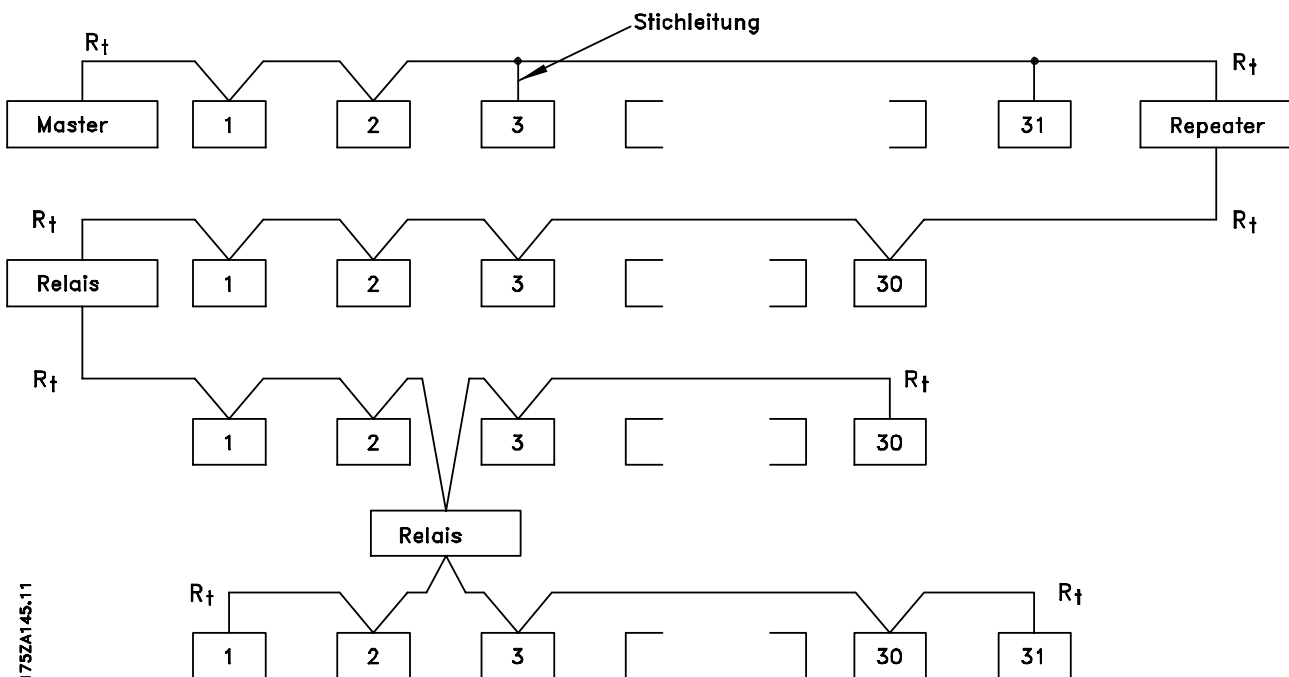 Stichleitung
Rt Rt
Master 1 2 3 31 Repeater
Rt Rt
Relais 1 2 3 30
Rt Rt
1 2 3 30
Relais
Rt Rt
1 2 3 30 31
175ZA145.11